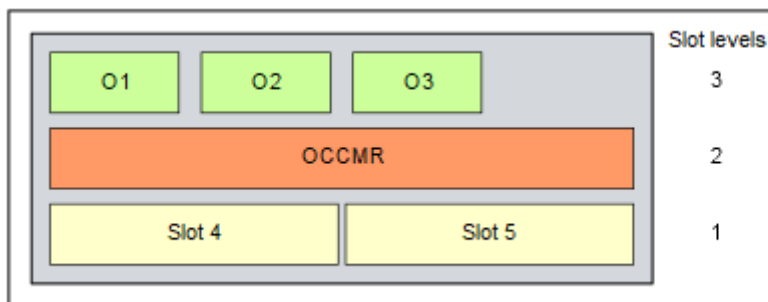 Slot levels
O1 O2 O3 3
OCCMR 2
Slot 4 Slot 5 1